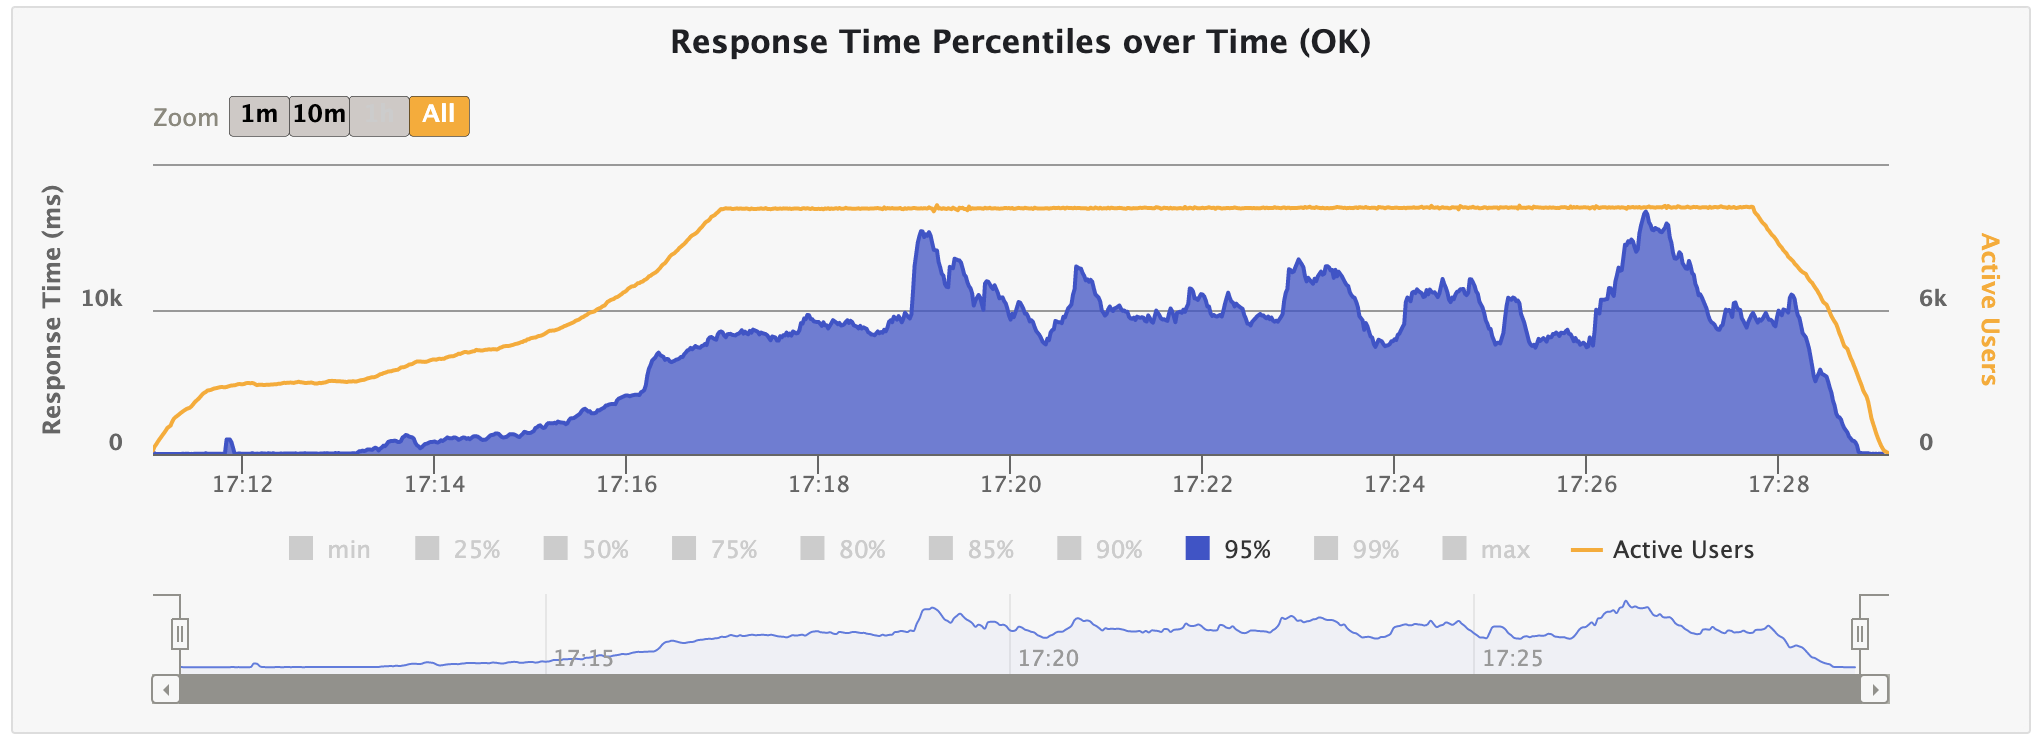 Response Time Percentiles over Time (OK)
Zoom 1m 10m 1h All
Response Time (ms)
10k
0
6k
0
Active Users
17:12 17:14 17:16 17:18 17:20 17:22 17:24 17:26 17:28
min 25% 50% 75% 80% 85% 90% 95% 99% max Active Users
17:15 17:20 17:25